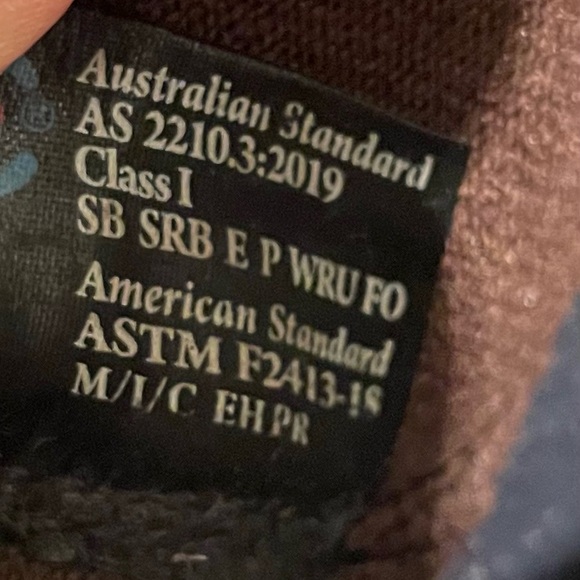 Australian Standard
AS 2210.3:2019
Class I
SB SRB E P WRU FO
American Standard
ASTM F2413-18
M/I/C EH PR